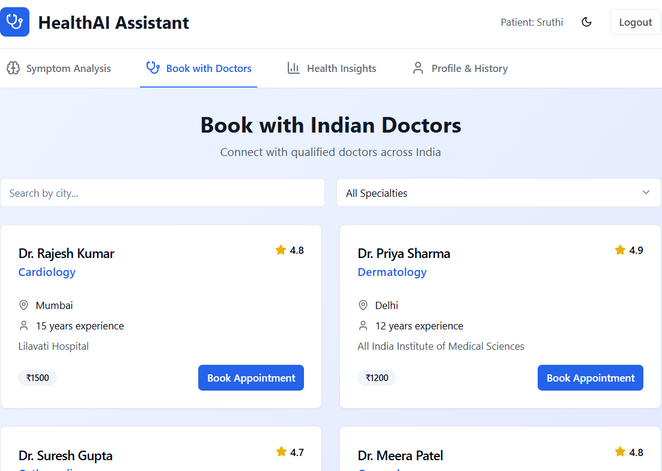 HealthAI Assistant
Patient: Sruthi
Logout
Symptom Analysis
Book with Doctors
Health Insights
Profile & History
Book with Indian Doctors
Connect with qualified doctors across India
Search by city...
All Specialties
Dr. Rajesh Kumar
4.8
Cardiology
Mumbai
15 years experience
Lilavati Hospital
₹1500
Book Appointment
Dr. Priya Sharma
4.9
Dermatology
Delhi
12 years experience
All India Institute of Medical Sciences
₹1200
Book Appointment
Dr. Suresh Gupta
4.7
Dr. Meera Patel
4.8